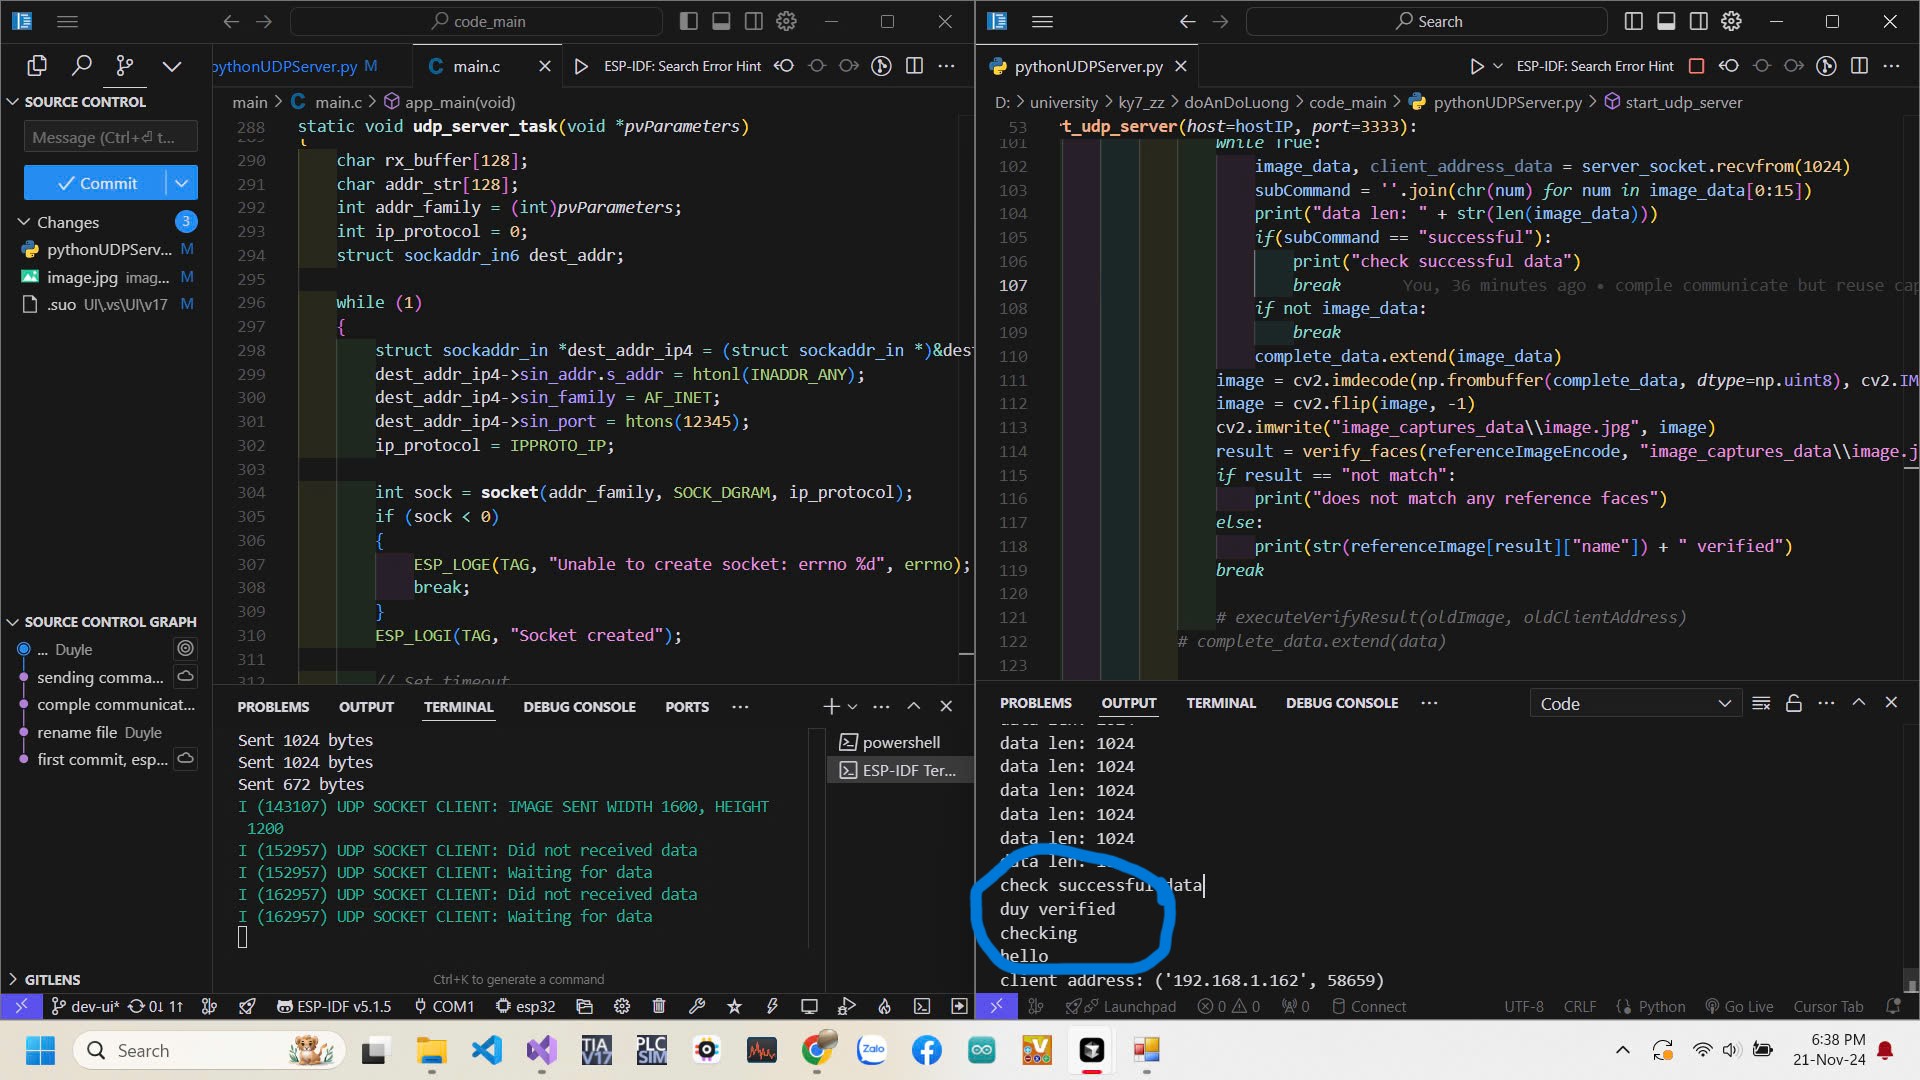 code_main
SOURCE CONTROL
Message (Ctrl+⏎ t...
Commit
Changes 3
pythonUDPServ... M
image.jpg imag... M
.suo UI\.vs\UI\v17 M
SOURCE CONTROL GRAPH
... Duyle
sending comma...
comple communicat...
rename file Duyle
first commit, esp...
GITLENS
pythonUDPServer.py M
main.c
ESP-IDF: Search Error Hint
main > C main.c > app_main(void)
288 static void udp_server_task(void *pvParameters)
289 {
290 char rx_buffer[128];
291 char addr_str[128];
292 int addr_family = (int)pvParameters;
293 int ip_protocol = 0;
294 struct sockaddr_in6 dest_addr;
295
296 while (1)
297 {
298 struct sockaddr_in *dest_addr_ip4 = (struct sockaddr_in *)&des
299 dest_addr_ip4->sin_addr.s_addr = htonl(INADDR_ANY);
300 dest_addr_ip4->sin_family = AF_INET;
301 dest_addr_ip4->sin_port = htons(12345);
302 ip_protocol = IPPROTO_IP;
303
304 int sock = socket(addr_family, SOCK_DGRAM, ip_protocol);
305 if (sock < 0)
306 {
307 ESP_LOGE(TAG, "Unable to create socket: errno %d", errno);
308 break;
309 }
310 ESP_LOGI(TAG, "Socket created");
311
312 // Set timeout
PROBLEMS OUTPUT TERMINAL DEBUG CONSOLE PORTS ...
Sent 1024 bytes
Sent 1024 bytes
Sent 672 bytes
I (143107) UDP SOCKET CLIENT: IMAGE SENT WIDTH 1600, HEIGHT
1200
I (152957) UDP SOCKET CLIENT: Did not received data
I (152957) UDP SOCKET CLIENT: Waiting for data
I (162957) UDP SOCKET CLIENT: Did not received data
I (162957) UDP SOCKET CLIENT: Waiting for data
powershell
ESP-IDF Ter...
Ctrl+K to generate a command
dev-ui* 0↓ 1↑ ESP-IDF v5.1.5 COM1 esp32
Search
pythonUDPServer.py
ESP-IDF: Search Error Hint
D: > university > ky7_zz > doAnDoLuong > code_main > pythonUDPServer.py > start_udp_server
53 t_udp_server(host=hostIP, port=3333):
101 while True:
102 image_data, client_address_data = server_socket.recvfrom(1024)
103 subCommand = ''.join(chr(num) for num in image_data[0:15])
104 print("data len: " + str(len(image_data)))
105 if(subCommand == "successful"):
106 print("check successful data")
107 break You, 36 minutes ago • comple communicate but reuse cap
108 if not image_data:
109 break
110 complete_data.extend(image_data)
111 image = cv2.imdecode(np.frombuffer(complete_data, dtype=np.uint8), cv2.IM
112 image = cv2.flip(image, -1)
113 cv2.imwrite("image_captures_data\\image.jpg", image)
114 result = verify_faces(referenceImageEncode, "image_captures_data\\image.j
115 if result == "not match":
116 print("does not match any reference faces")
117 else:
118 print(str(referenceImage[result]["name"]) + " verified")
119 break
120
121 # executeVerifyResult(oldImage, oldClientAddress)
122 # complete_data.extend(data)
123
PROBLEMS OUTPUT TERMINAL DEBUG CONSOLE ...
Code
data len: 1024
data len: 1024
data len: 1024
data len: 1024
data len: 1024
data len:
check successful data
duy verified
checking
hello
client address: ('192.168.1.162', 58659)
Launchpad 0 0 0 Connect UTF-8 CRLF Python Go Live Cursor Tab
Search
TIA V17
PLC SIM
Zalo
6:38 PM
21-Nov-24